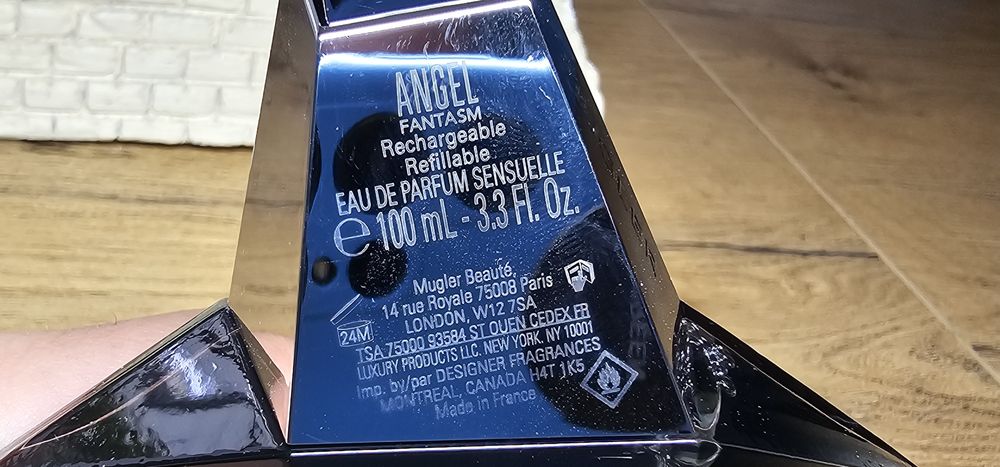 ANGEL
FANTASM
Rechargeable
Refillable
EAU DE PARFUM SENSUELLE
℮ 100 mL - 3.3 Fl. Oz.
Mugler Beauté,
14 rue Royale 75008 Paris
LONDON, W12 7SA
24M
TSA 75000 93584 ST OUEN CEDEX FR
LUXURY PRODUCTS LLC. NEW YORK, NY 10001
Imp. by/par DESIGNER FRAGRANCES
MONTREAL, CANADA H4T 1K5
Made in France